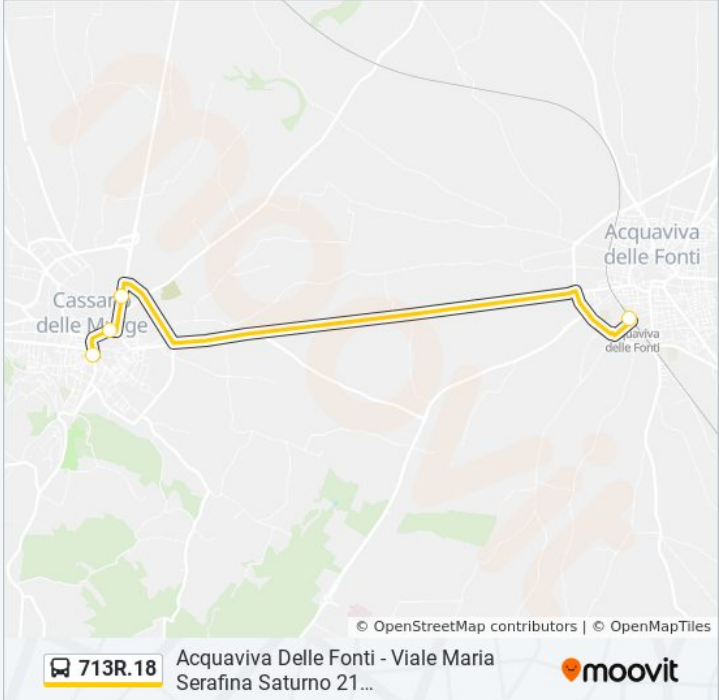 moovit
Acquaviva
delle Fonti
Cassano
delle Murge
delle Fonti
© OpenStreetMap contributors | © OpenMapTiles
713R.18
Acquaviva Delle Fonti - Viale Maria
Serafina Saturno 21...
moovit